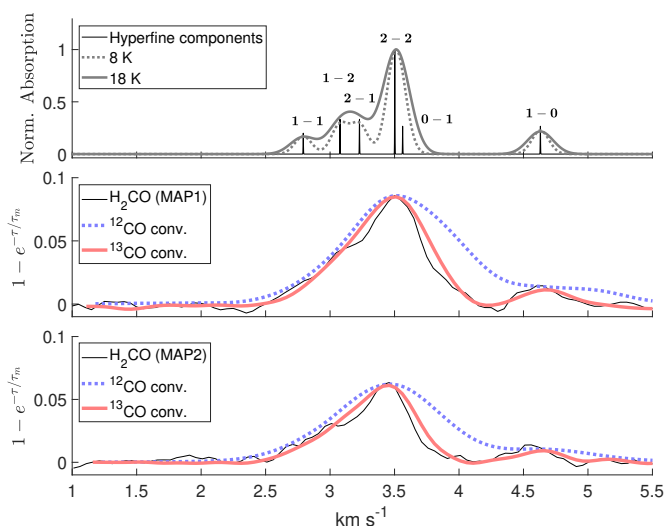 Norm. Absorption
1
0
Hyperfine components
8 K
18 K
1 − 1
1 − 2
2 − 1
2 − 2
0 − 1
1 − 0
1 − e^{−τ/τ_m}
0.1
0.05
0
H₂CO (MAP1)
¹²CO conv.
¹³CO conv.
1 − e^{−τ/τ_m}
0.1
0.05
0
H₂CO (MAP2)
¹²CO conv.
¹³CO conv.
1 1.5 2 2.5 3 3.5 4 4.5 5 5.5
km s⁻¹